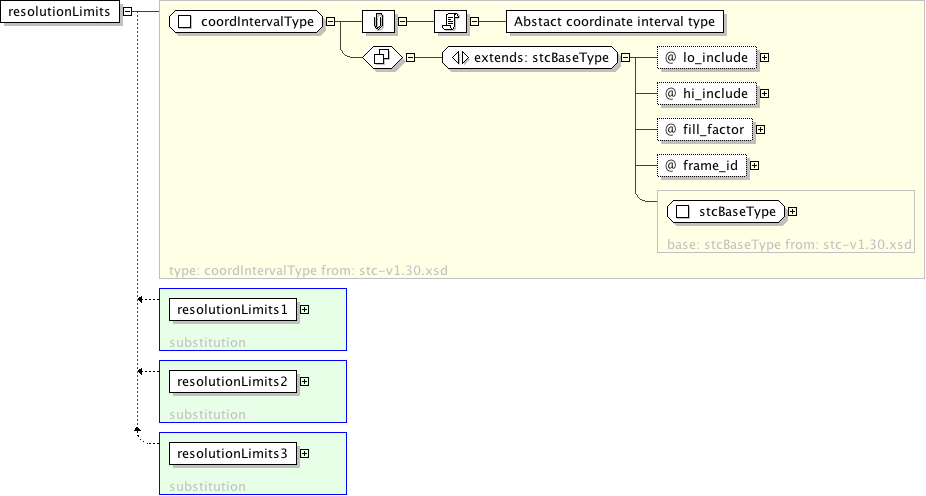 resolutionLimits
coordIntervalType
Abstact coordinate interval type
extends: stcBaseType
@ lo_include
@ hi_include
@ fill_factor
@ frame_id
stcBaseType
base: stcBaseType from: stc-v1.30.xsd
type: coordIntervalType from: stc-v1.30.xsd
resolutionLimits1
substitution
resolutionLimits2
substitution
resolutionLimits3
substitution